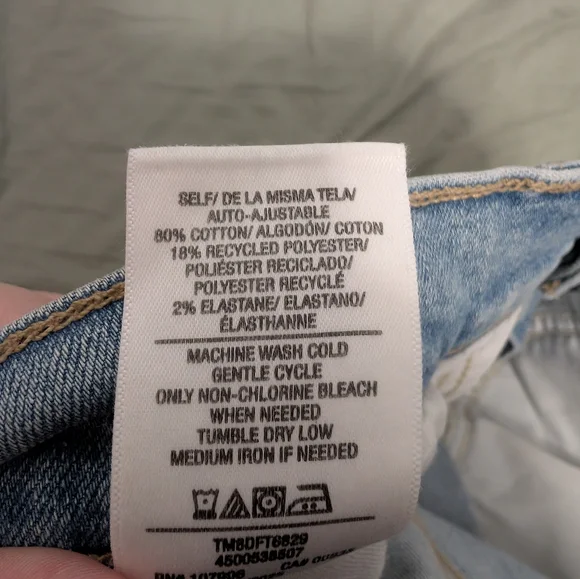 SELF/ DE LA MISMA TELA/
AUTO-AJUSTABLE
80% COTTON/ ALGODÓN/ COTON
18% RECYCLED POLYESTER/
POLIÉSTER RECICLADO/
POLYESTER RECYCLÉ
2% ELASTANE/ ELASTANO/
ÉLASTHANNE
MACHINE WASH COLD
GENTLE CYCLE
ONLY NON-CHLORINE BLEACH
WHEN NEEDED
TUMBLE DRY LOW
MEDIUM IRON IF NEEDED
TM8DFT6829
4500538507